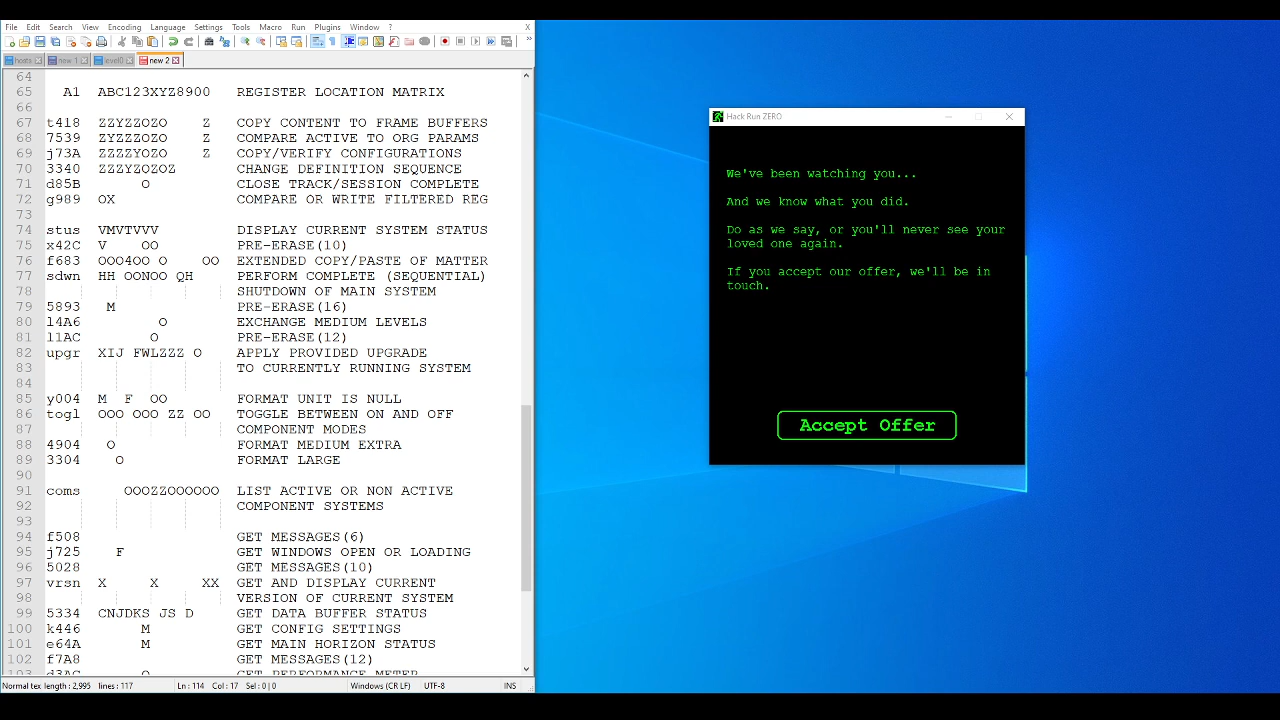 File Edit Search View Encoding Language Settings Tools Macro Run Plugins Window ? X
hosts new 1 level0 new 2
64
65 A1 ABC123XYZ8900 REGISTER LOCATION MATRIX
66
67 t418 ZZYZZOZO Z COPY CONTENT TO FRAME BUFFERS
68 7539 ZYZZZOZO Z COMPARE ACTIVE TO ORG PARAMS
69 j73A ZZZZYOZO Z COPY/VERIFY CONFIGURATIONS
70 3340 ZZZYZOZOZ CHANGE DEFINITION SEQUENCE
71 d85B O CLOSE TRACK/SESSION COMPLETE
72 g989 OX COMPARE OR WRITE FILTERED REG
73
74 stus VMVTVVV DISPLAY CURRENT SYSTEM STATUS
75 x42C V OO PRE-ERASE(10)
76 f683 OOO4OO O OO EXTENDED COPY/PASTE OF MATTER
77 sdwn HH OONOO QH PERFORM COMPLETE (SEQUENTIAL)
78 SHUTDOWN OF MAIN SYSTEM
79 5893 M PRE-ERASE(16)
80 l4A6 O EXCHANGE MEDIUM LEVELS
81 l1AC O PRE-ERASE(12)
82 upgr XIJ FWLZZZ O APPLY PROVIDED UPGRADE
83 TO CURRENTLY RUNNING SYSTEM
84
85 y004 M F OO FORMAT UNIT IS NULL
86 togl OOO OOO ZZ OO TOGGLE BETWEEN ON AND OFF
87 COMPONENT MODES
88 4904 O FORMAT MEDIUM EXTRA
89 3304 O FORMAT LARGE
90
91 coms OOOZZOOOOOO LIST ACTIVE OR NON ACTIVE
92 COMPONENT SYSTEMS
93
94 f508 GET MESSAGES(6)
95 j725 F GET WINDOWS OPEN OR LOADING
96 5028 GET MESSAGES(10)
97 vrsn X X XX GET AND DISPLAY CURRENT
98 VERSION OF CURRENT SYSTEM
99 5334 CNJDKS JS D GET DATA BUFFER STATUS
100 k446 M GET CONFIG SETTINGS
101 e64A M GET MAIN HORIZON STATUS
102 f7A8 GET MESSAGES(12)
103 d3AC O GET PERFORMANCE METER
Normal tex length : 2,995 lines : 117 Ln : 114 Col : 17 Sel : 0 | 0 Windows (CR LF) UTF-8 INS
Hack Run ZERO
We've been watching you...
And we know what you did.
Do as we say, or you'll never see your
loved one again.
If you accept our offer, we'll be in
touch.
Accept Offer